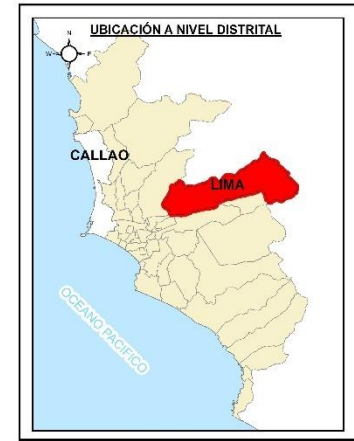 UBICACIÓN A NIVEL DISTRITAL
N
W
E
S
CALLAO
LIMA
OCEANO PACIFICO